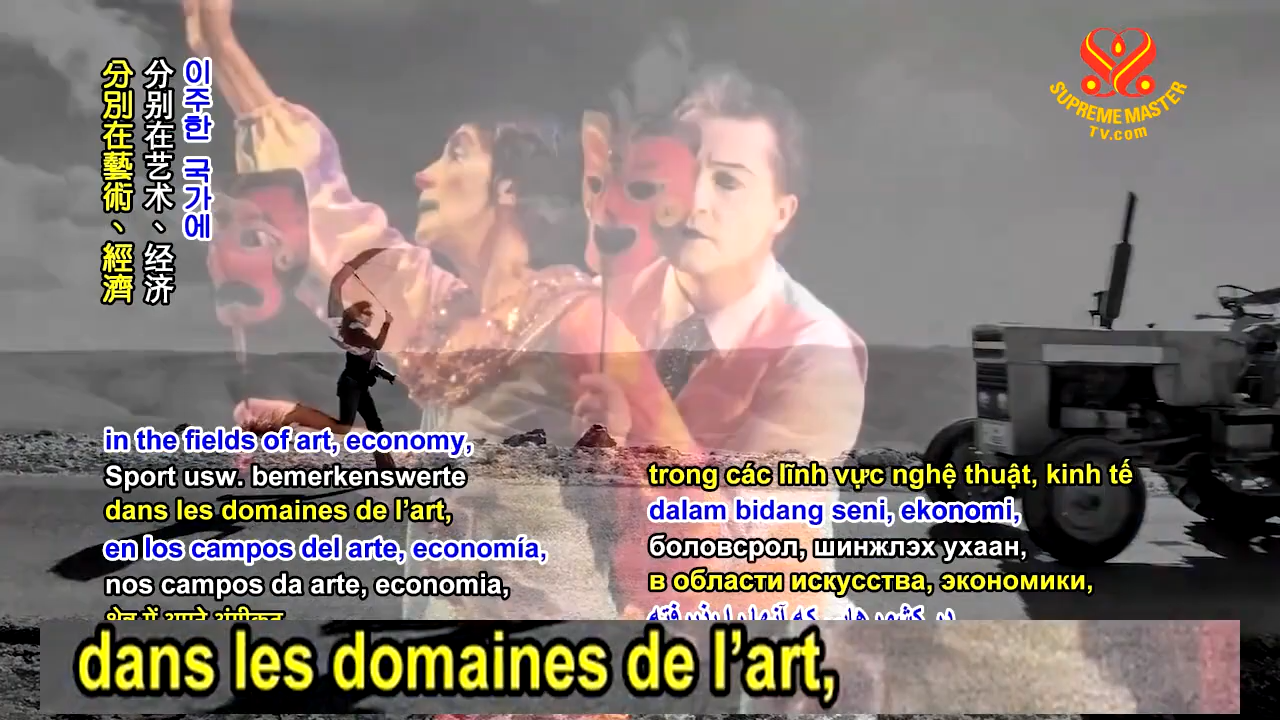 이주한 국가에
分别在艺术、经济
分別在藝術、經濟
SUPREME MASTER
TV.com
in the fields of art, economy,
Sport usw. bemerkenswerte
dans les domaines de l’art,
en los campos del arte, economía,
nos campos da arte, economia,
trong các lĩnh vực nghệ thuật, kinh tế
dalam bidang seni, ekonomi,
боловсрол, шинжлэх ухаан,
в области искусства, экономики,
dans les domaines de l’art,